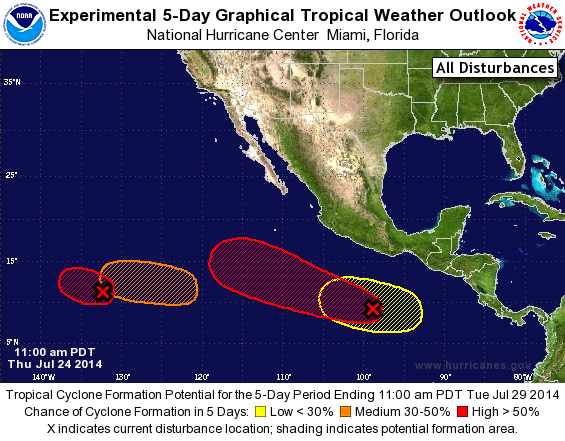 Experimental 5-Day Graphical Tropical Weather Outlook
National Hurricane Center Miami, Florida
NOAA
All Disturbances
35°N
25°N
15°N
5°N
11:00 am PDT
Thu Jul 24 2014
www.hurricanes.gov
140°W 130°W 120°W 110°W 100°W 90°W 80°W
Tropical Cyclone Formation Potential for the 5-Day Period Ending 11:00 am PDT Tue Jul 29 2014
Chance of Cyclone Formation in 5 Days: Low < 30% Medium 30-50% High > 50%
X indicates current disturbance location; shading indicates potential formation area.